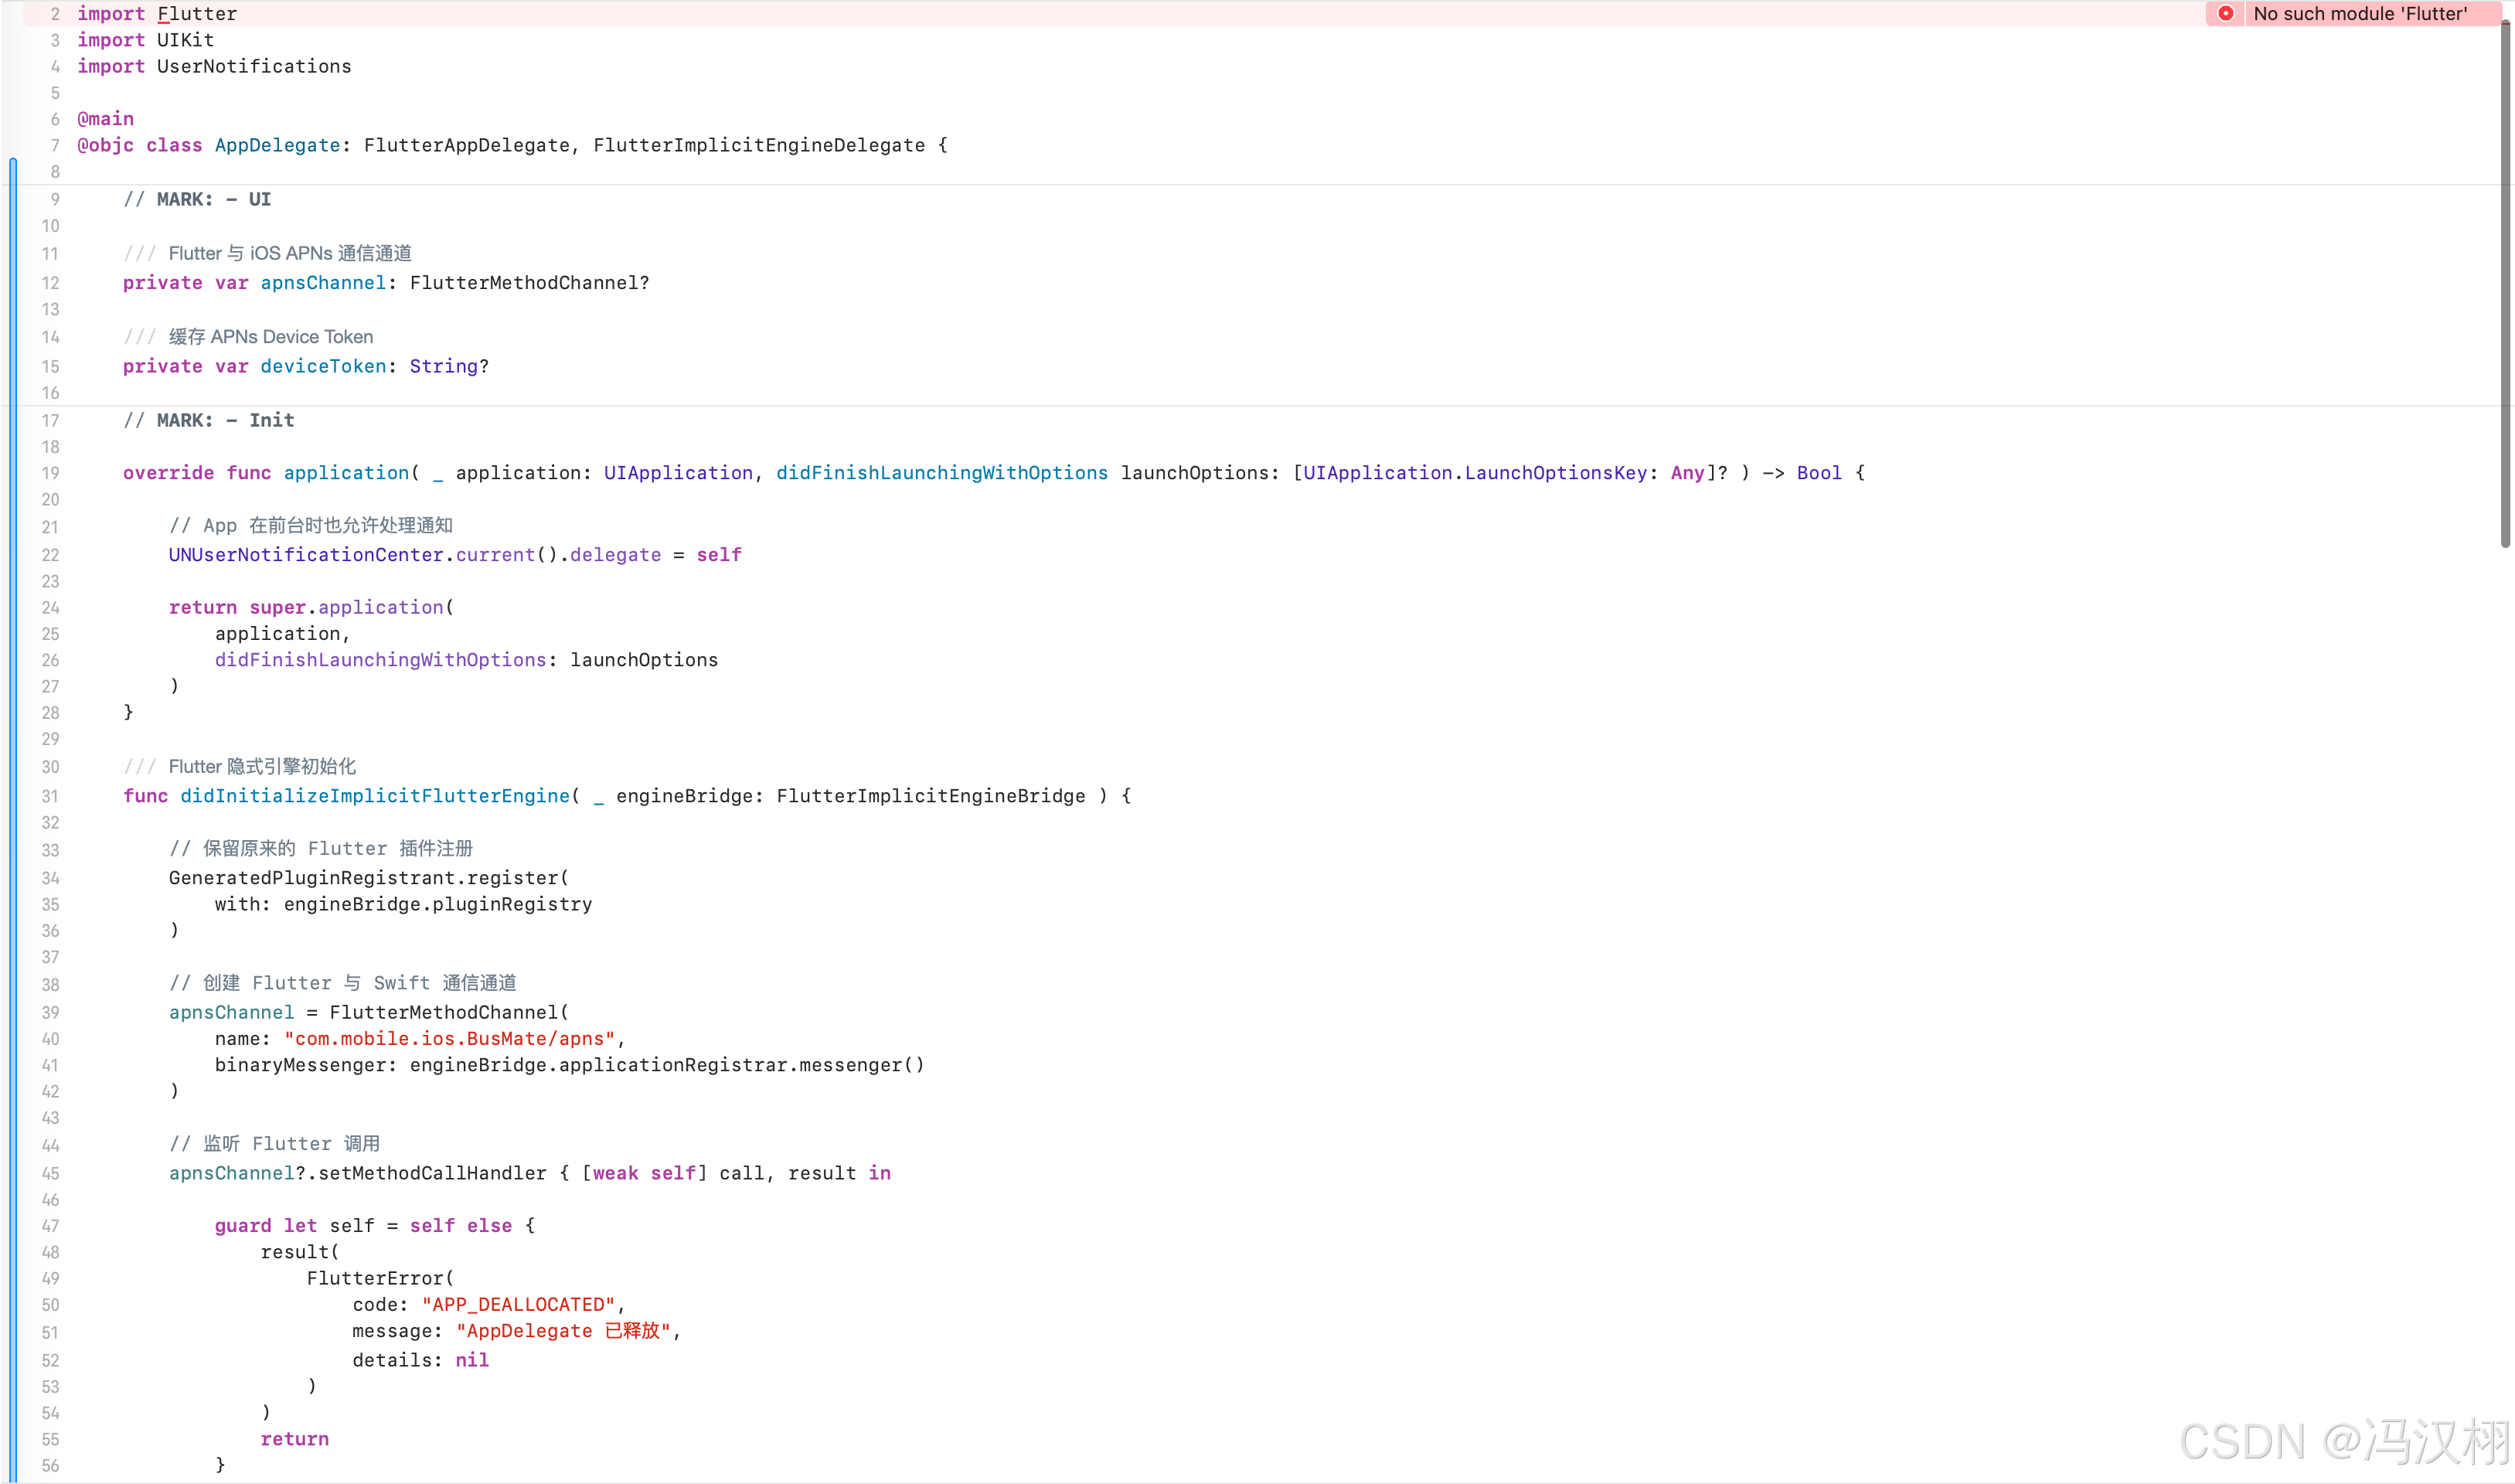 2 import Flutter No such module 'Flutter'
3 import UIKit
4 import UserNotifications
5
6 @main
7 @objc class AppDelegate: FlutterAppDelegate, FlutterImplicitEngineDelegate {
8
9 // MARK: - UI
10
11 /// Flutter 与 iOS APNs 通信通道
12 private var apnsChannel: FlutterMethodChannel?
13
14 /// 缓存 APNs Device Token
15 private var deviceToken: String?
16
17 // MARK: - Init
18
19 override func application( _ application: UIApplication, didFinishLaunchingWithOptions launchOptions: [UIApplication.LaunchOptionsKey: Any]? ) -> Bool {
20
21 // App 在前台时也允许处理通知
22 UNUserNotificationCenter.current().delegate = self
23
24 return super.application(
25 application,
26 didFinishLaunchingWithOptions: launchOptions
27 )
28 }
29
30 /// Flutter 隐式引擎初始化
31 func didInitializeImplicitFlutterEngine( _ engineBridge: FlutterImplicitEngineBridge ) {
32
33 // 保留原来的 Flutter 插件注册
34 GeneratedPluginRegistrant.register(
35 with: engineBridge.pluginRegistry
36 )
37
38 // 创建 Flutter 与 Swift 通信通道
39 apnsChannel = FlutterMethodChannel(
40 name: "com.mobile.ios.BusMate/apns",
41 binaryMessenger: engineBridge.applicationRegistrar.messenger()
42 )
43
44 // 监听 Flutter 调用
45 apnsChannel?.setMethodCallHandler { [weak self] call, result in
46
47 guard let self = self else {
48 result(
49 FlutterError(
50 code: "APP_DEALLOCATED",
51 message: "AppDelegate 已释放",
52 details: nil
53 )
54 )
55 return
56 }
CSDN @冯汉栩